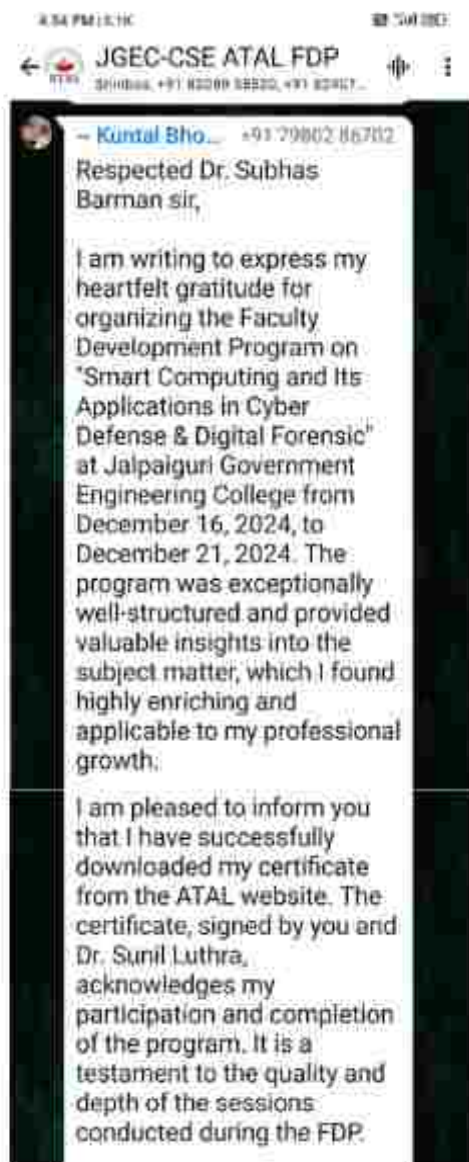 4:54 PM
JGEC-CSE ATAL FDP
~ Kuntal Bho... +91 79802 86702
Respected Dr. Subhas
Barman sir,
I am writing to express my
heartfelt gratitude for
organizing the Faculty
Development Program on
"Smart Computing and Its
Applications in Cyber
Defense & Digital Forensic"
at Jalpaiguri Government
Engineering College from
December 16, 2024, to
December 21, 2024. The
program was exceptionally
well-structured and provided
valuable insights into the
subject matter, which I found
highly enriching and
applicable to my professional
growth.
I am pleased to inform you
that I have successfully
downloaded my certificate
from the ATAL website. The
certificate, signed by you and
Dr. Sunil Luthra,
acknowledges my
participation and completion
of the program. It is a
testament to the quality and
depth of the sessions
conducted during the FDP.